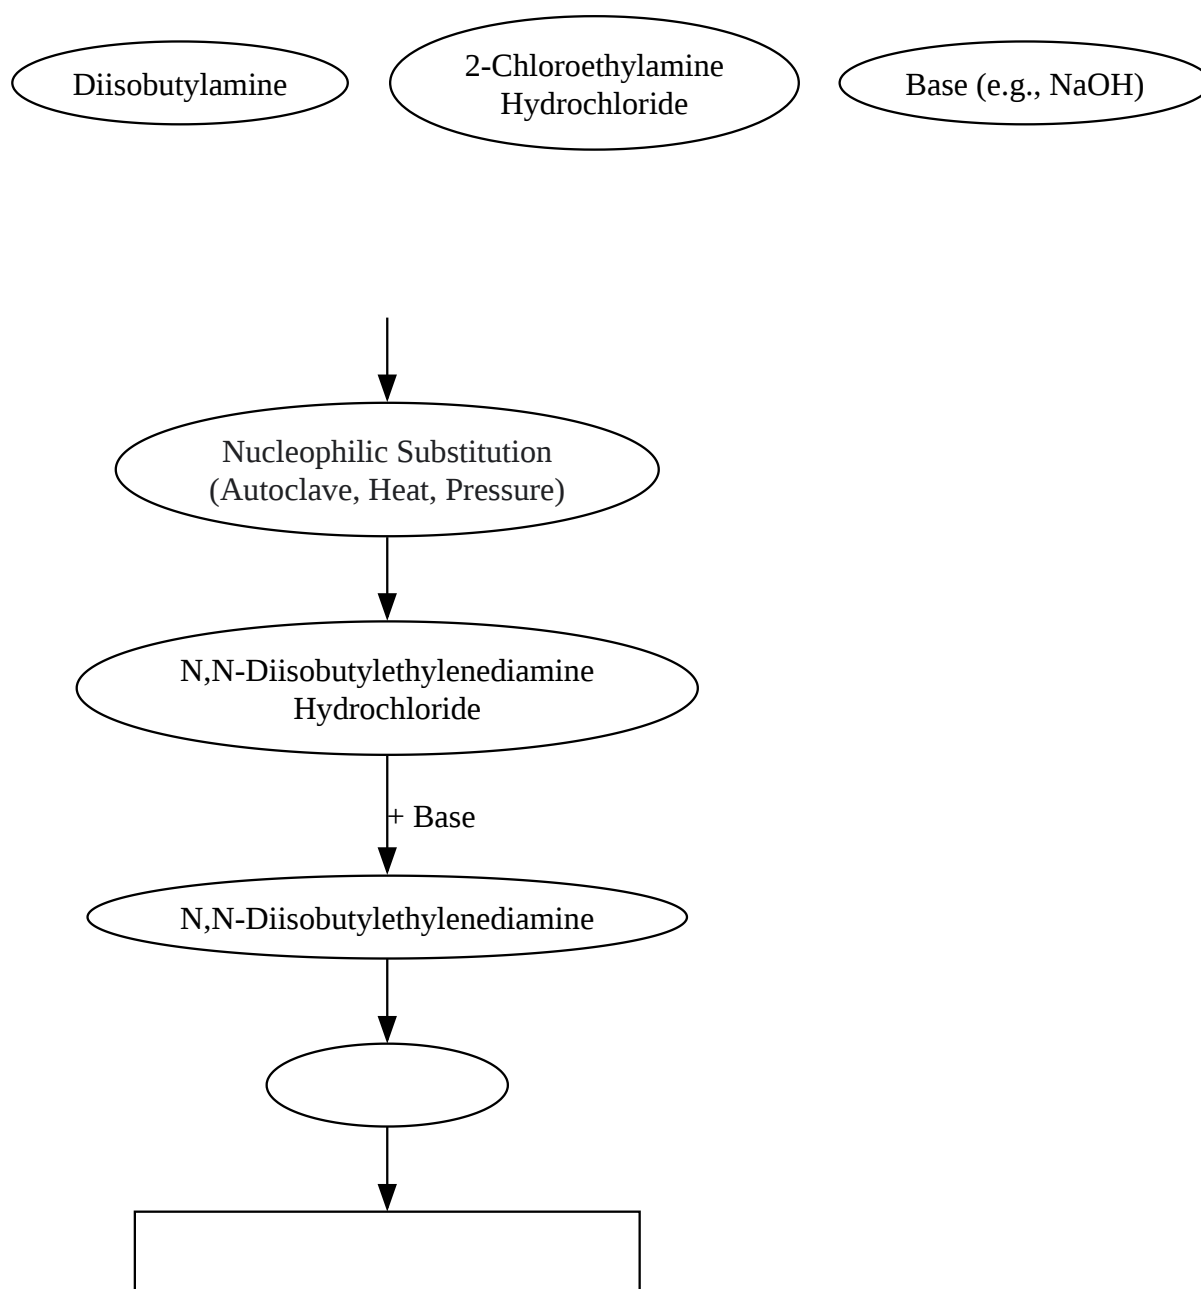 Diisobutylamine
2-Chloroethylamine
Hydrochloride
Base (e.g., NaOH)
Nucleophilic Substitution
(Autoclave, Heat, Pressure)
N,N-Diisobutylethylenediamine
Hydrochloride
+ Base
N,N-Diisobutylethylenediamine